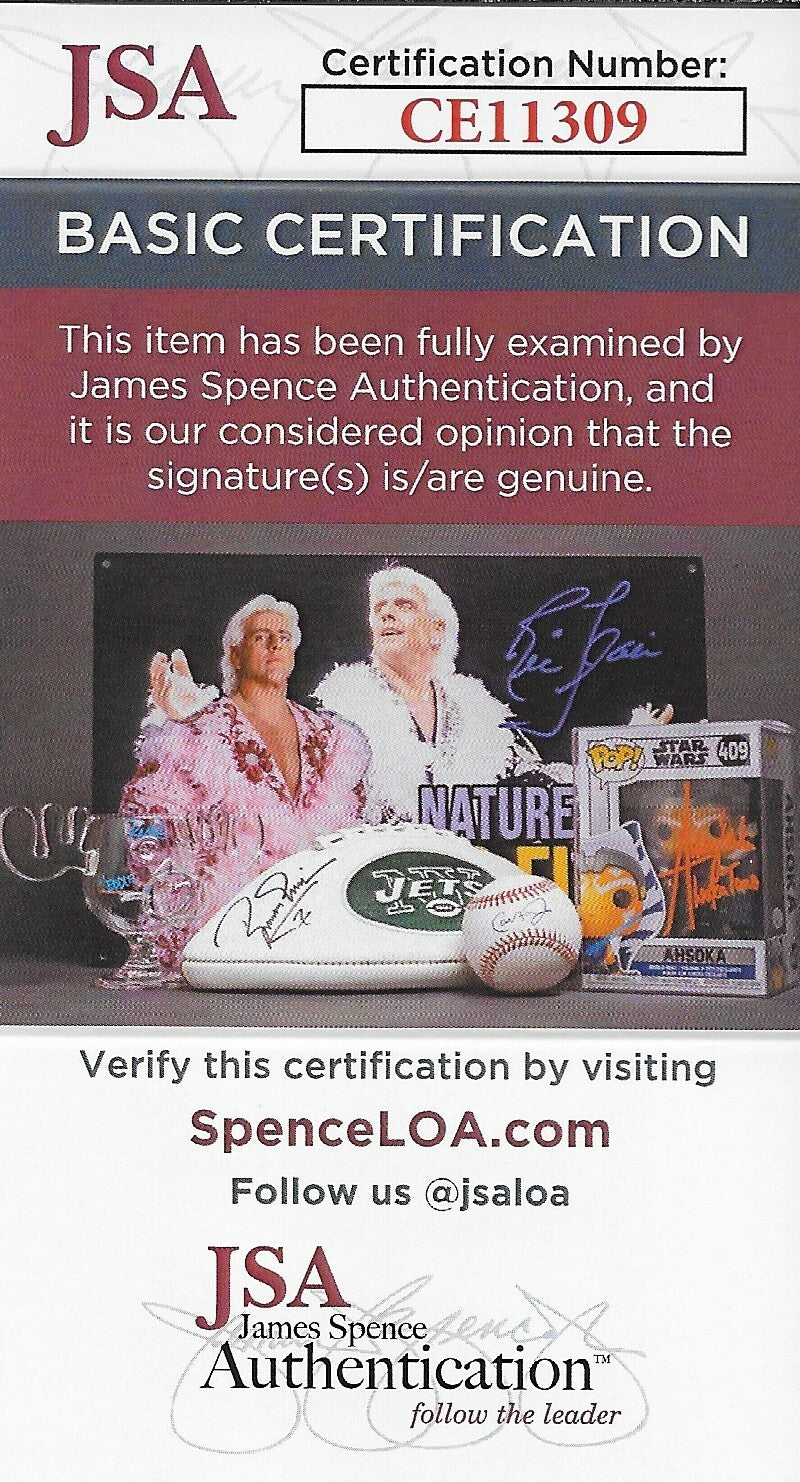 JSA
Certification Number:
CE11309
BASIC CERTIFICATION
This item has been fully examined by
James Spence Authentication, and
it is our considered opinion that the
signature(s) is/are genuine.
POP!
STAR
WARS
409
NATURE
JETS
AHSOKA
AHSOKA
Verify this certification by visiting
SpenceLOA.com
Follow us @jsaloa
JSA
James Spence
Authentication™
follow the leader